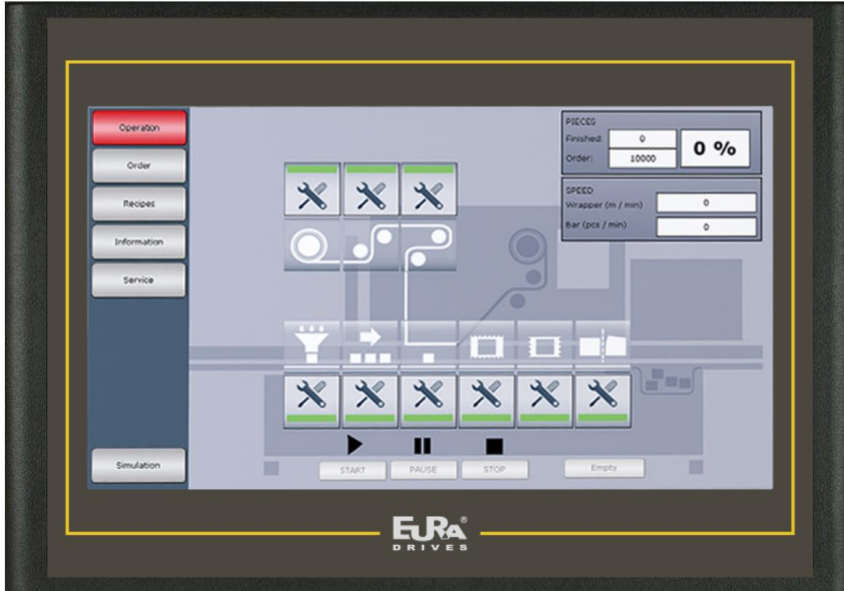 Operation
Order
Recipes
Information
Service
Simulation
PIECES
Finished: 0
Order: 10000
0 %
SPEED
Wrapper (m / min) 0
Bar (pcs / min) 0
START
PAUSE
STOP
Empty
EURA®
DRIVES